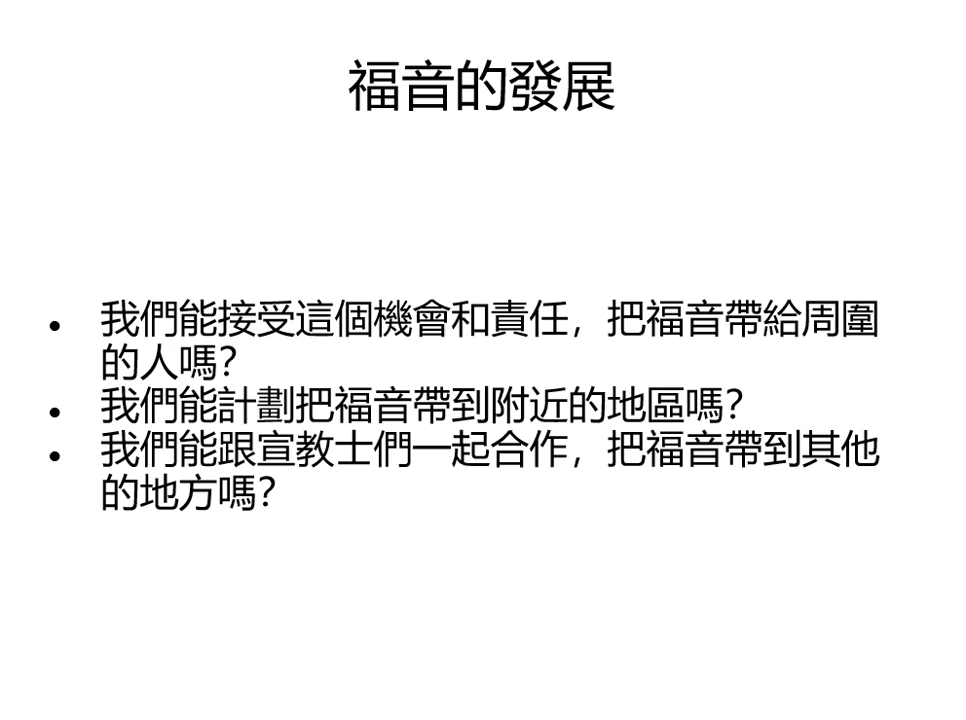 福音的發展
• 我們能接受這個機會和責任，把福音帶給周圍
的人嗎？
• 我們能計劃把福音帶到附近的地區嗎？
• 我們能跟宣教士們一起合作，把福音帶到其他
的地方嗎？